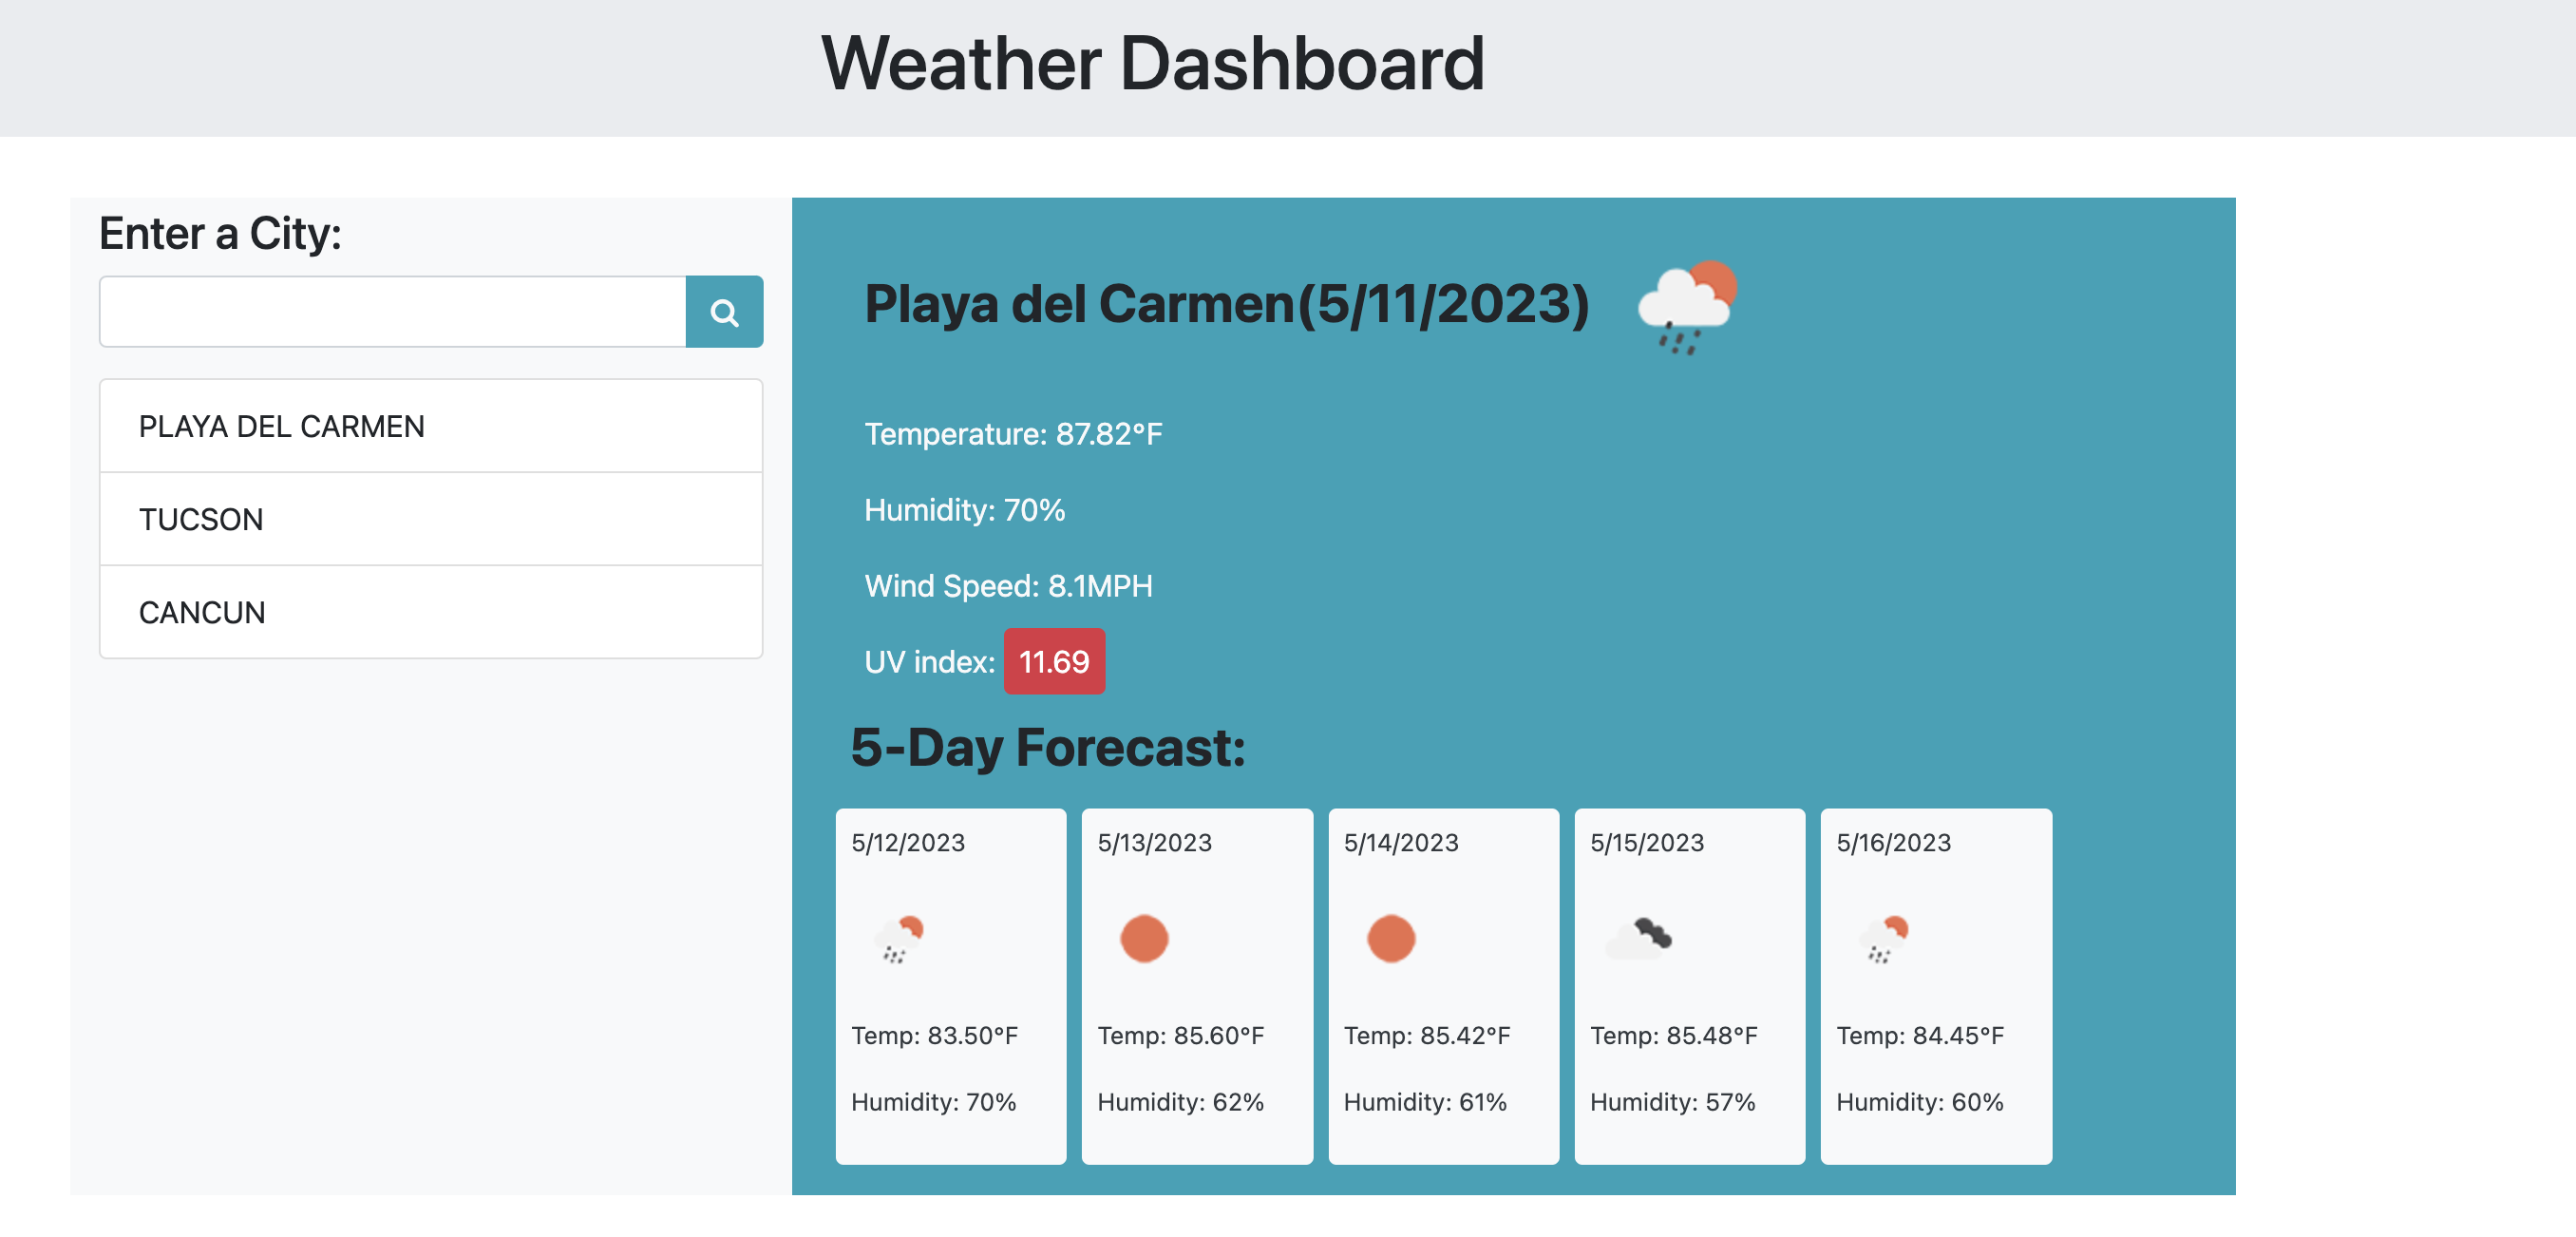 Weather Dashboard
Enter a City:
PLAYA DEL CARMEN
TUCSON
CANCUN
Playa del Carmen(5/11/2023)
Temperature: 87.82°F
Humidity: 70%
Wind Speed: 8.1MPH
UV index: 11.69
5-Day Forecast:
5/12/2023
Temp: 83.50°F
Humidity: 70%
5/13/2023
Temp: 85.60°F
Humidity: 62%
5/14/2023
Temp: 85.42°F
Humidity: 61%
5/15/2023
Temp: 85.48°F
Humidity: 57%
5/16/2023
Temp: 84.45°F
Humidity: 60%